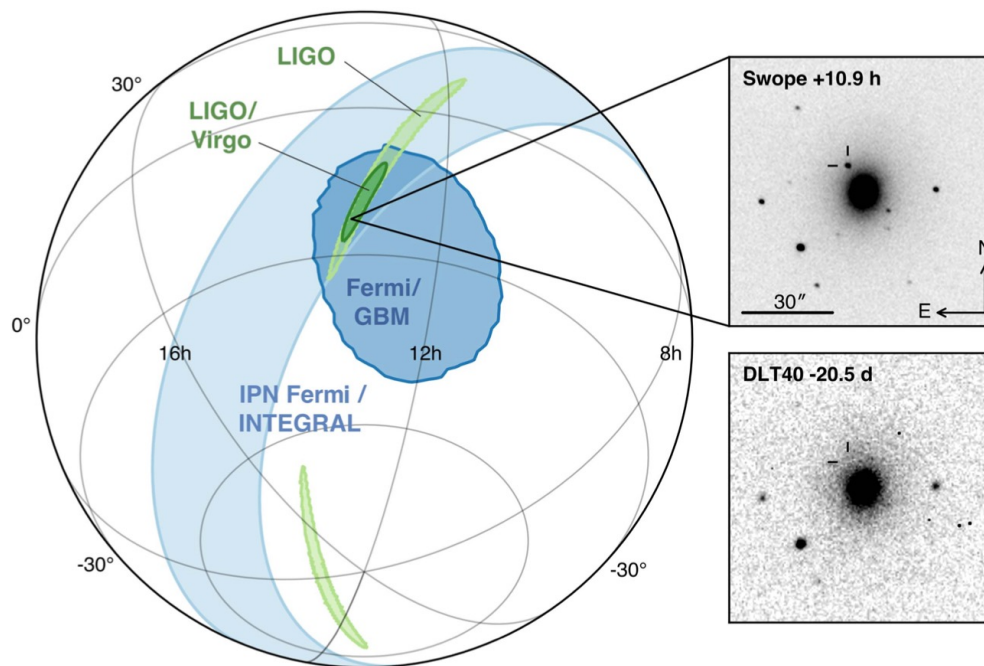 LIGO
LIGO/
Virgo
30°
0°
16h
12h
8h
Fermi/
GBM
IPN Fermi /
INTEGRAL
-30°
-30°
Swope +10.9 h
N
30″
E
DLT40 -20.5 d